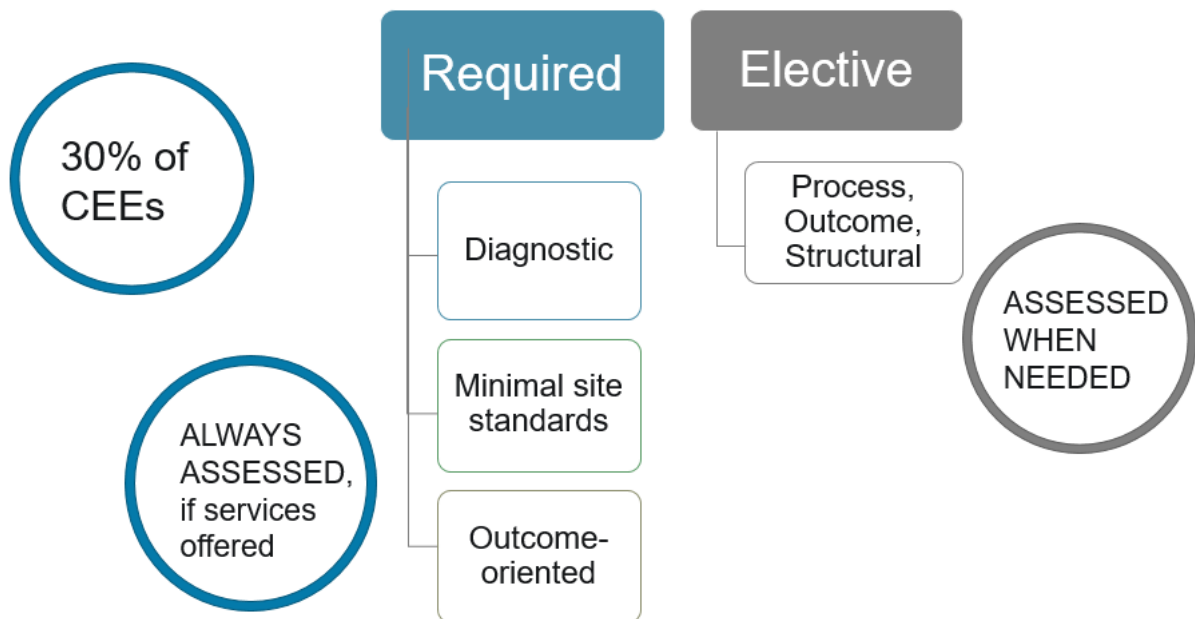 Required
Elective
30% of
CEEs
Process,
Outcome,
Structural
Diagnostic
ASSESSED
WHEN
NEEDED
Minimal site
standards
ALWAYS
ASSESSED,
if services
offered
Outcome-
oriented